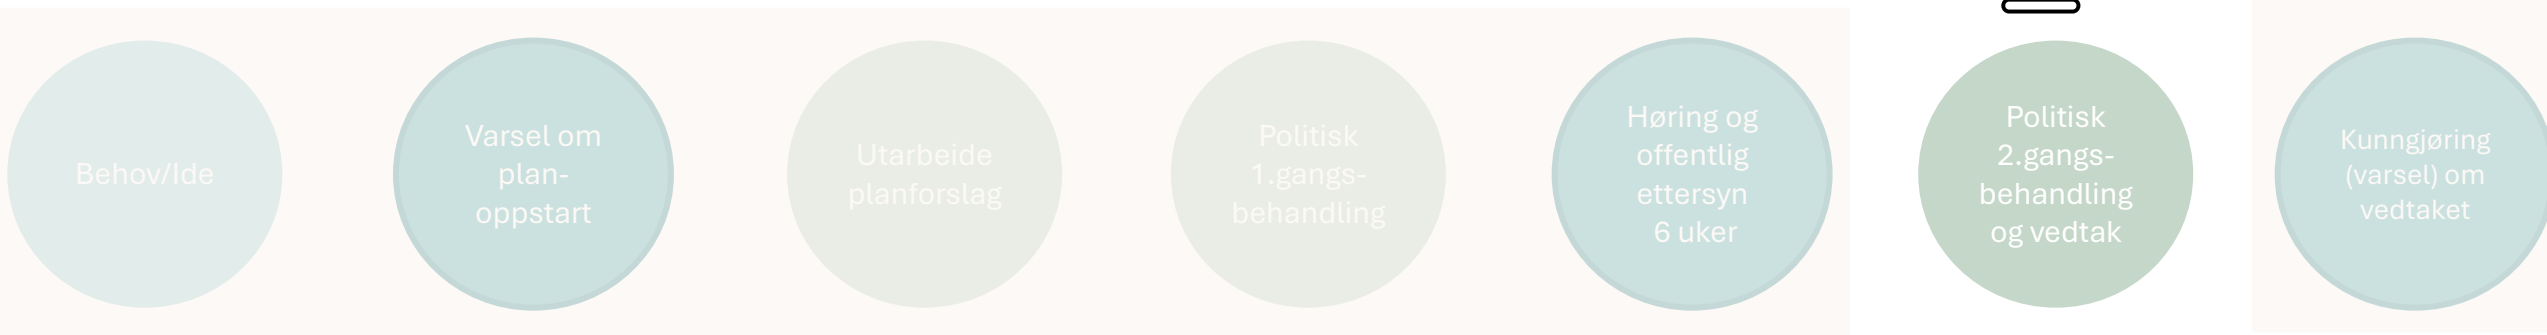 Behov/Ide
Varsel om
plan-
oppstart
Utarbeide
planforslag
Politisk
1.gangs-
behandling
Høring og
offentlig
ettersyn
6 uker
Politisk
2.gangs-
behandling
og vedtak
Kunngjøring
(varsel) om
vedtaket